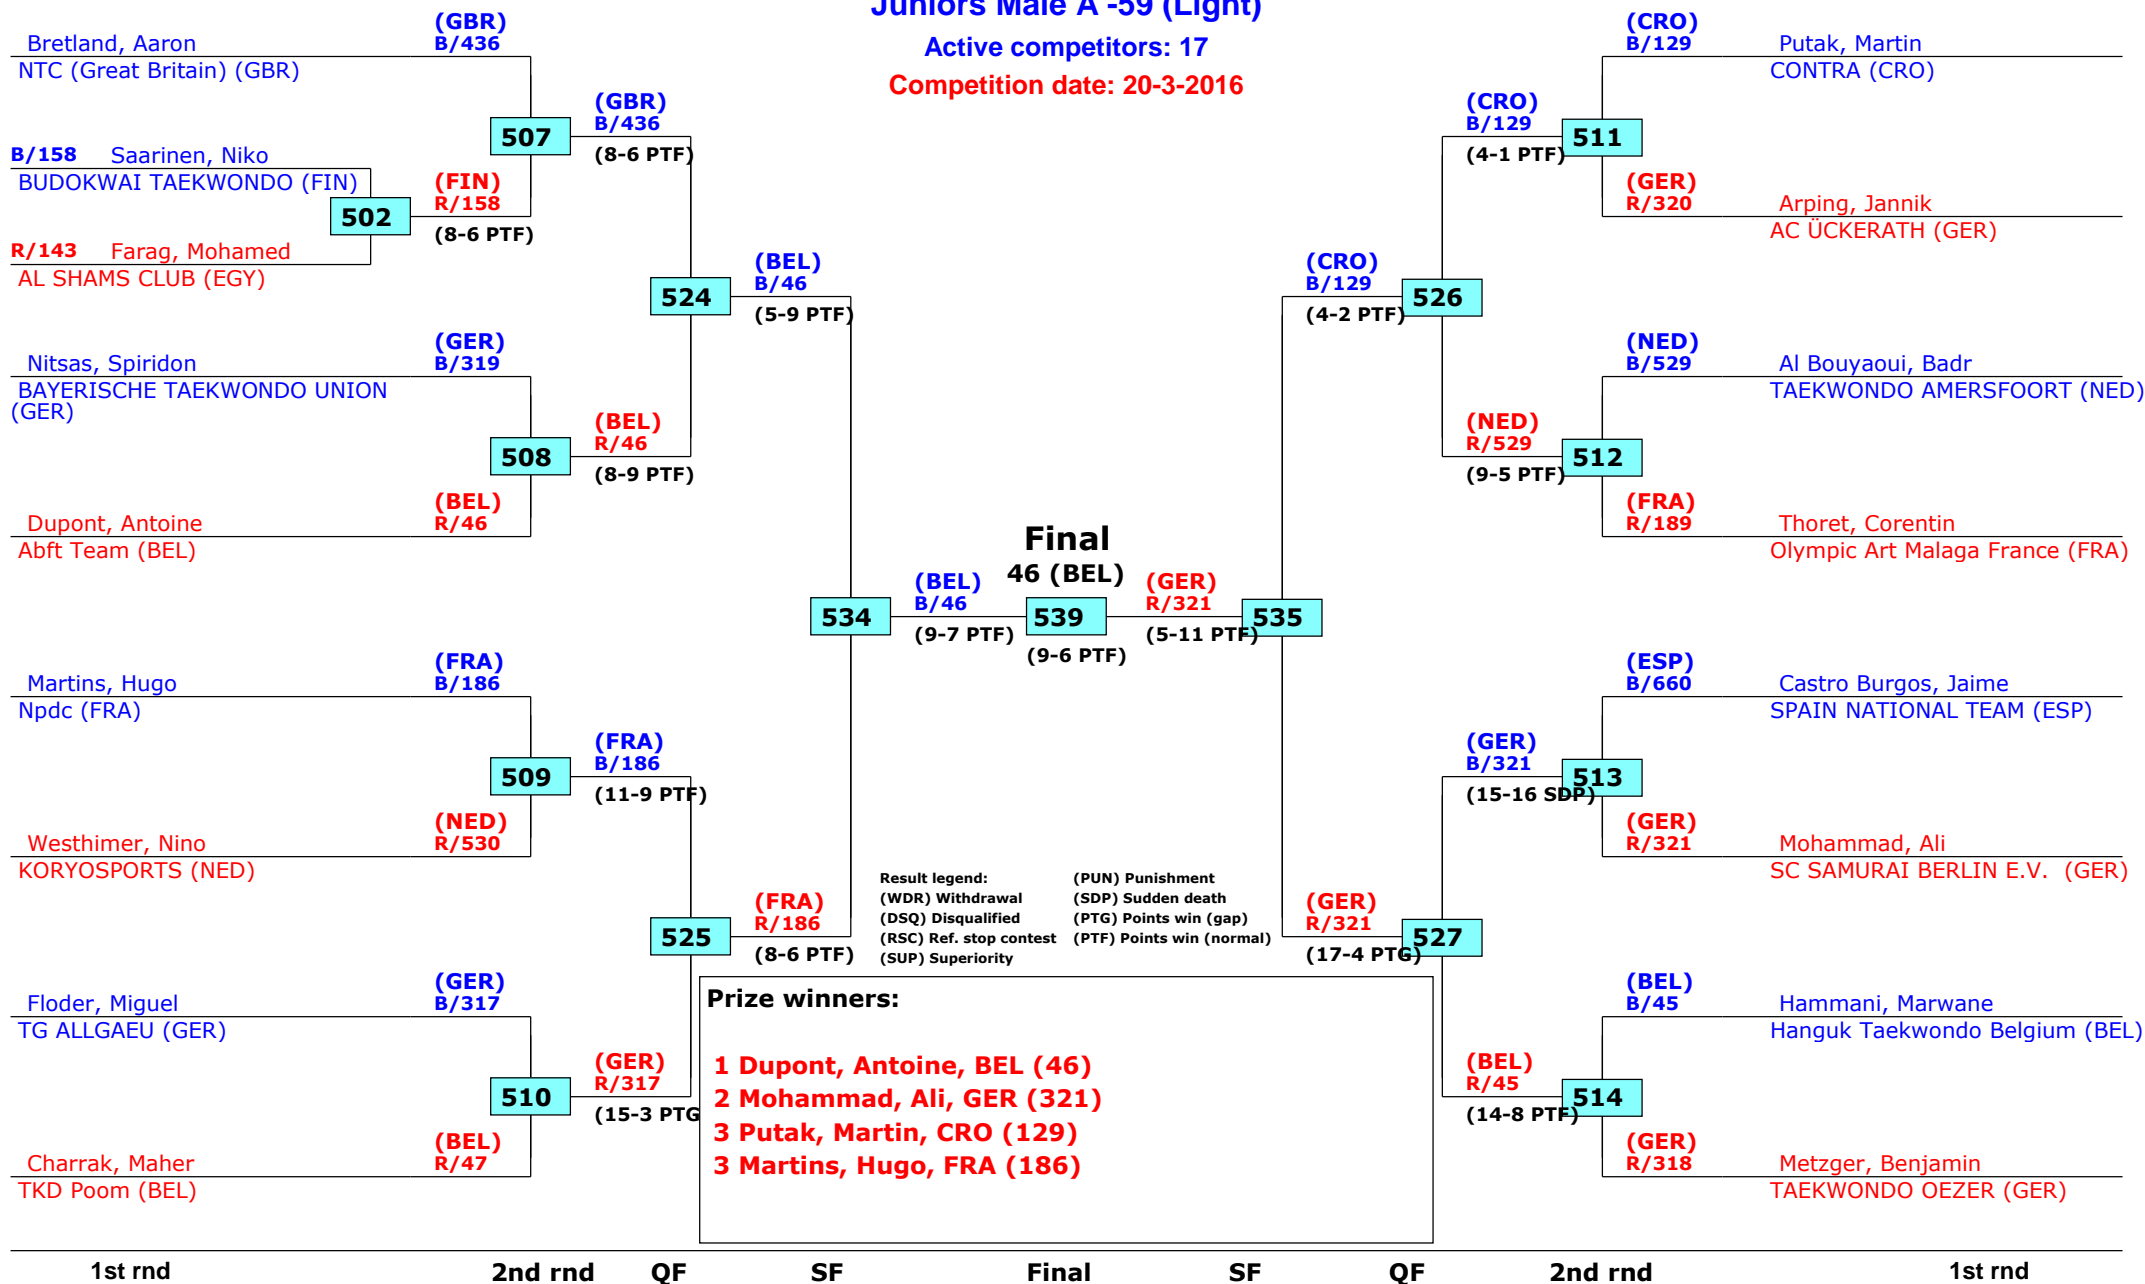 Juniors Male A -59 (Light)
Active competitors: 17
Competition date: 20-3-2016
Bretland, Aaron
NTC (Great Britain) (GBR)
(GBR)
B/436
B/158 Saarinen, Niko
BUDOKWAI TAEKWONDO (FIN)
502
R/143 Farag, Mohamed
AL SHAMS CLUB (EGY)
(FIN)
R/158
(8-6 PTF)
507
(GBR)
B/436
(8-6 PTF)
Nitsas, Spiridon
BAYERISCHE TAEKWONDO UNION
(GER)
(GER)
B/319
508
Dupont, Antoine
Abft Team (BEL)
(BEL)
R/46
(BEL)
R/46
(8-9 PTF)
524
(BEL)
B/46
(5-9 PTF)
Martins, Hugo
Npdc (FRA)
(FRA)
B/186
509
Westhimer, Nino
KORYOSPORTS (NED)
(NED)
R/530
(FRA)
B/186
(11-9 PTF)
Floder, Miguel
TG ALLGAEU (GER)
(GER)
B/317
510
Charrak, Maher
TKD Poom (BEL)
(BEL)
R/47
(GER)
R/317
(15-3 PTG
525
(FRA)
R/186
(8-6 PTF)
534
(BEL)
B/46
(9-7 PTF)
Final
46 (BEL)
539
(9-6 PTF)
(GER)
R/321
(5-11 PTF)
535
(CRO)
B/129
(4-2 PTF)
526
(CRO)
B/129
(4-1 PTF)
511
(CRO)
B/129
Putak, Martin
CONTRA (CRO)
(GER)
R/320
Arping, Jannik
AC ÜCKERATH (GER)
(NED)
R/529
(9-5 PTF)
512
(NED)
B/529
Al Bouyaoui, Badr
TAEKWONDO AMERSFOORT (NED)
(FRA)
R/189
Thoret, Corentin
Olympic Art Malaga France (FRA)
(GER)
R/321
(17-4 PTG)
527
(GER)
B/321
(15-16 SDP)
513
(ESP)
B/660
Castro Burgos, Jaime
SPAIN NATIONAL TEAM (ESP)
(GER)
R/321
Mohammad, Ali
SC SAMURAI BERLIN E.V. (GER)
(BEL)
R/45
(14-8 PTF)
514
(BEL)
B/45
Hammani, Marwane
Hanguk Taekwondo Belgium (BEL)
(GER)
R/318
Metzger, Benjamin
TAEKWONDO OEZER (GER)
Result legend: (PUN) Punishment
(WDR) Withdrawal (SDP) Sudden death
(DSQ) Disqualified (PTG) Points win (gap)
(RSC) Ref. stop contest (PTF) Points win (normal)
(SUP) Superiority
Prize winners:
1 Dupont, Antoine, BEL (46)
2 Mohammad, Ali, GER (321)
3 Putak, Martin, CRO (129)
3 Martins, Hugo, FRA (186)
1st rnd 2nd rnd QF SF Final SF QF 2nd rnd 1st rnd